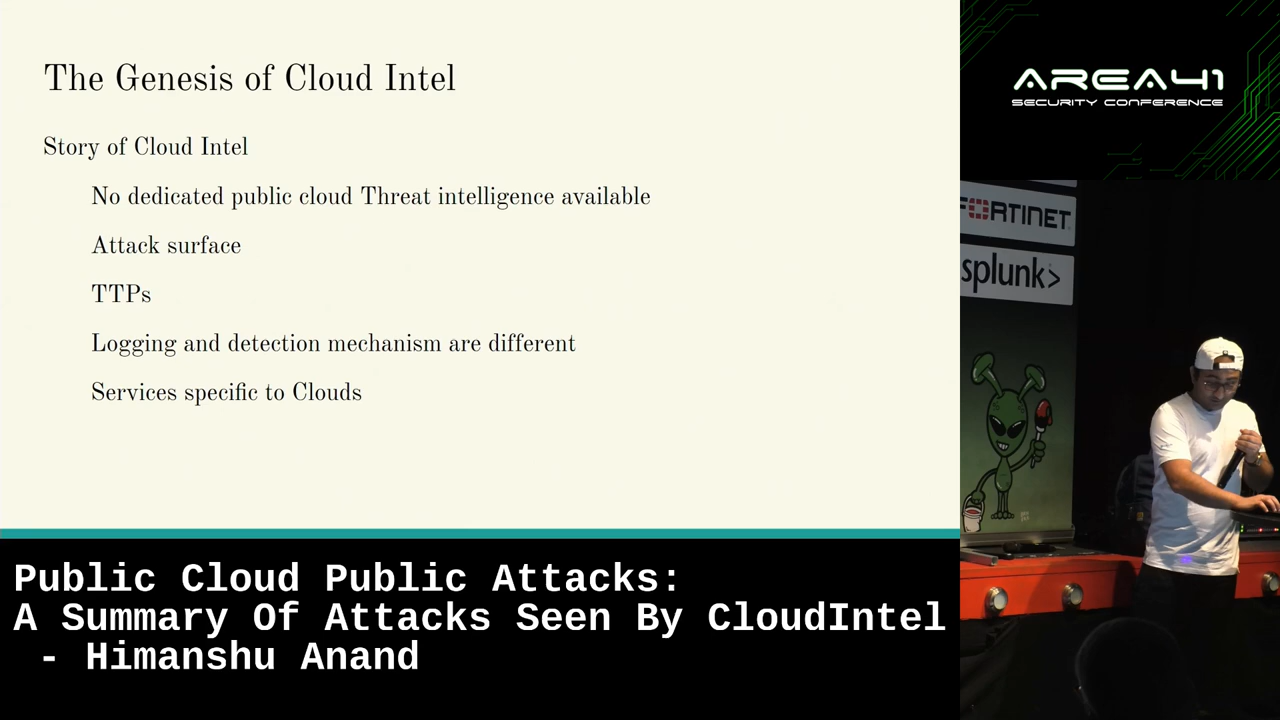 The Genesis of Cloud Intel
Story of Cloud Intel
No dedicated public cloud Threat intelligence available
Attack surface
TTPs
Logging and detection mechanism are different
Services specific to Clouds
Public Cloud Public Attacks:
A Summary Of Attacks Seen By CloudIntel
- Himanshu Anand
AREA41
SECURITY CONFERENCE
FORTINET
splunk>